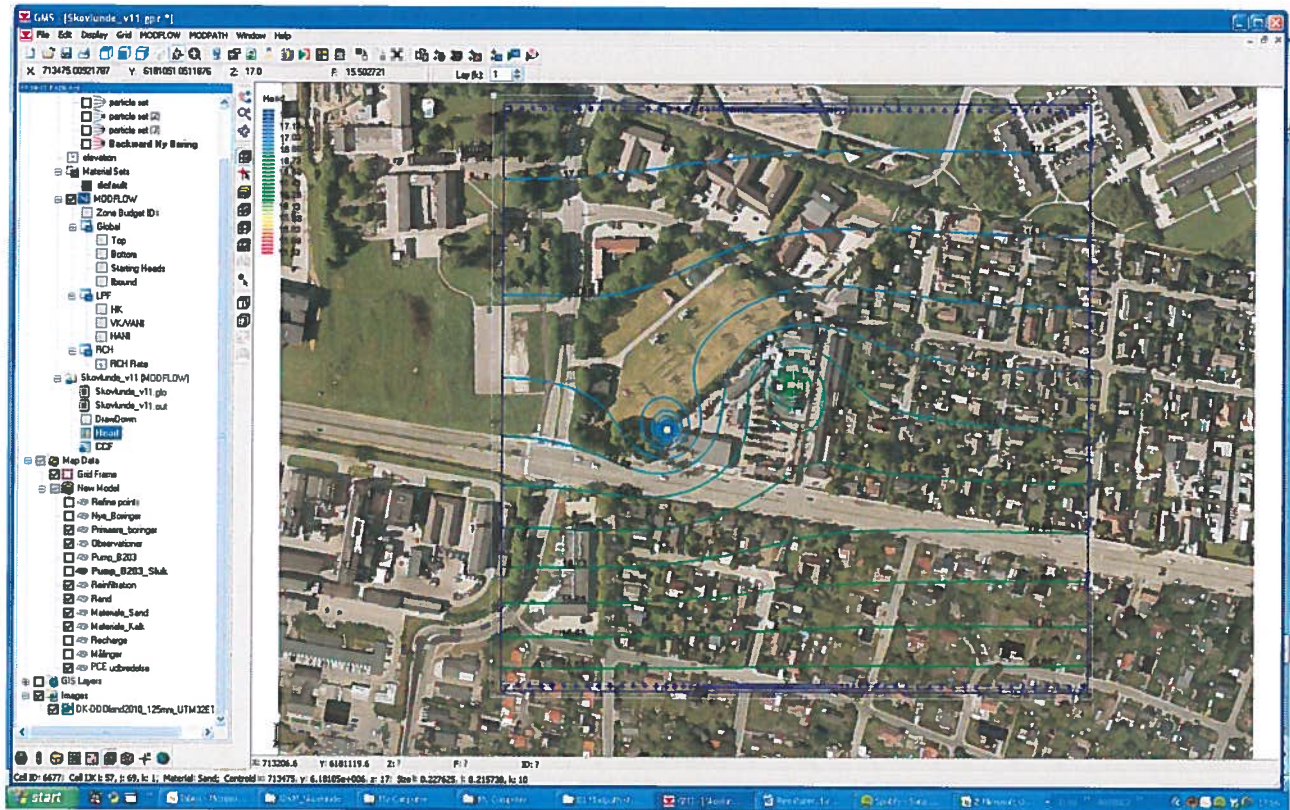 GMS - [Skovlunde_v11.gpr *]
File Edit Display Grid MODFLOW MODPATH Window Help
X: 713475.00921787 Y: 6181051.0511876 Z: 17.0 F: 15.502721 Lay (k): 1
particle set
particle set (2)
particle set (3)
Backward Ny Boring
elevation
Material Sets
default
MODFLOW
Zone Budget IDs
Global
Top
Bottom
Starting Heads
Ibound
LPF
HK
VK/VANI
HANI
RCH
RCH Rate
Skovlunde_v11 (MODFLOW)
Skovlunde_v11.glo
Skovlunde_v11.out
DrawDown
Head
CCF
Map Data
Grid Frame
New Model
Refine points
Nye_Boringer
Primaere_boringer
Observationer
Pump_B203
Pump_B203_Sluk
Reinfiltration
Rand
Materiale_Sand
Materiale_Kalk
Recharge
Målinger
PCE udbredelse
GIS Layers
Images
DK-DDOland2010_125mm_UTM32E
Head
X: 713206.6 Y: 6181119.6 Z: ? F: ? ID: ?
Cell ID: 6677; Cell IJK i: 57, j: 69, k: 1; Material: Sand; Centroid x: 713475, y: 6.18105e+006, z: 17; Size i: 0.227625, j: 0.215738, k: 10
start